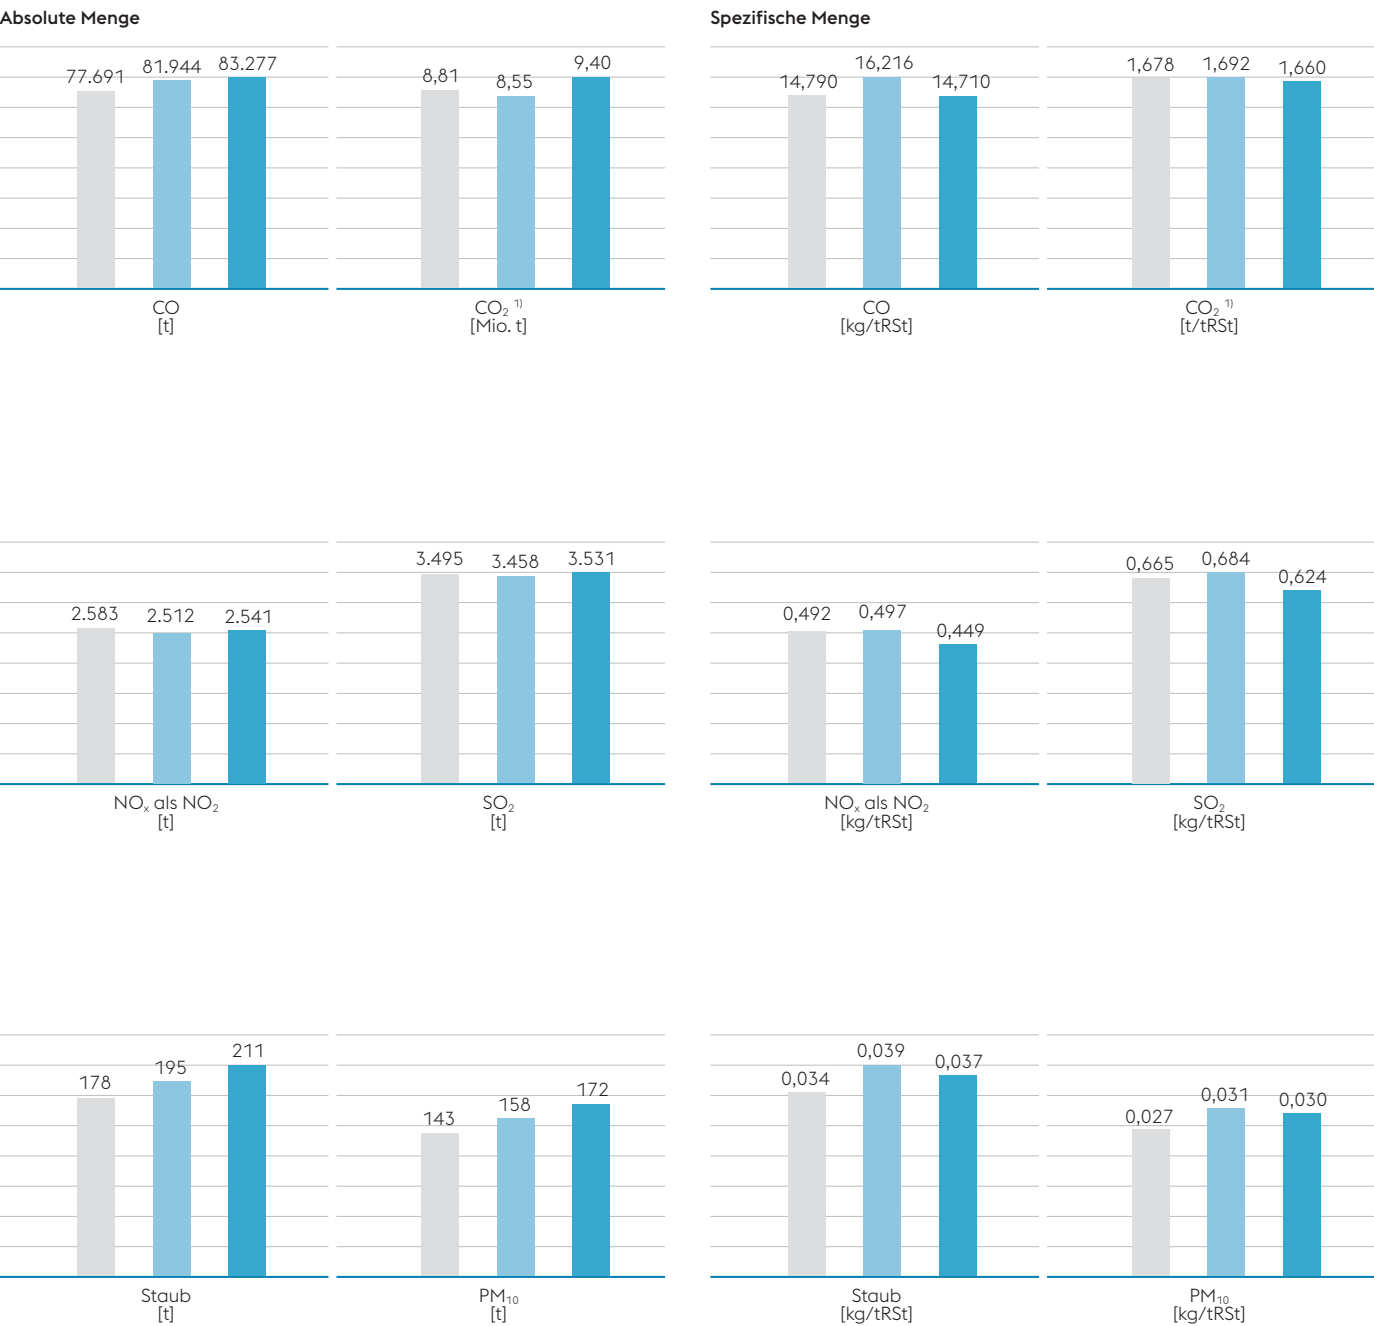 Absolute Menge
Spezifische Menge
77.691 81.944 83.277
8,81 8,55 9,40
14,790 16,216 14,710
1,678 1,692 1,660
CO
[t]
CO₂ ¹⁾
[Mio. t]
CO
[kg/tRSt]
CO₂ ¹⁾
[t/tRSt]
2.583 2.512 2.541
3.495 3.458 3.531
0,492 0,497 0,449
0,665 0,684 0,624
NOₓ als NO₂
[t]
SO₂
[t]
NOₓ als NO₂
[kg/tRSt]
SO₂
[kg/tRSt]
178 195 211
143 158 172
0,034 0,039 0,037
0,027 0,031 0,030
Staub
[t]
PM₁₀
[t]
Staub
[kg/tRSt]
PM₁₀
[kg/tRSt]